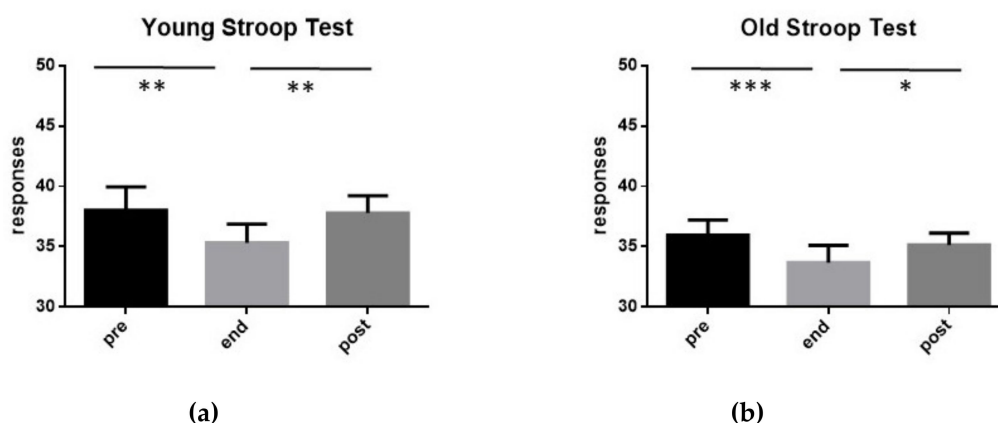 Young Stroop Test
50
45
40
35
30
responses
**
**
pre
end
post
(a)
Old Stroop Test
50
45
40
35
30
responses
***
*
pre
end
post
(b)